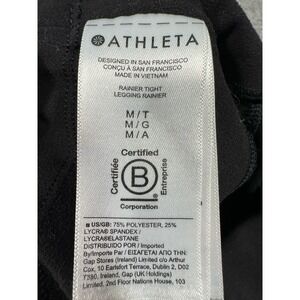 ATHLETA
DESIGNED IN SAN FRANCISCO
CONÇU À SAN FRANCISCO
MADE IN VIETNAM
RAINIER TIGHT
LEGGING RAINIER
M/T
M/G
M/A
Certified
Certifiée
B
Entreprise
Corporation
US/GB: 75% POLYESTER, 25%
LYCRA® SPANDEX /
LYCRA®ELASTANE
Distribuido por / Imported
By/Importe Par / ΕΙΣΑΓΕΤΑΙ ΑΠΟ ΤΗΝ:
Gap Stores (Ireland) Limited c/o Arthur
Cox, 10 Earlsfort Terrace, Dublin 2, D02
T380, Ireland, Gap (UK Holdings)
Limited, 2nd Floor Nations House, 103